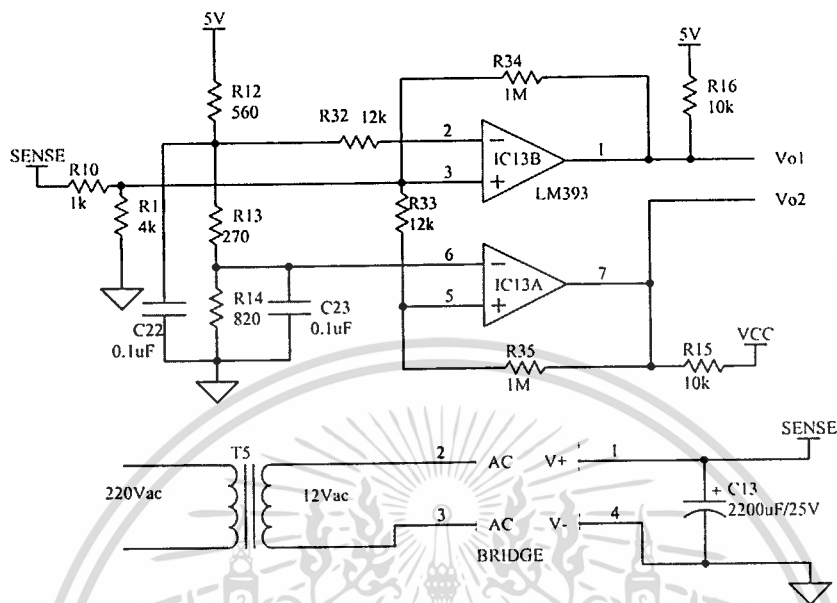 5V
R12
560
R32 12k
R34
1M
5V
R16
10k
2
IC13B
1
Vo1
SENSE
R10
1k
3
LM393
R1
4k
R13
270
R33
12k
Vo2
6
IC13A
7
5
R14
820
C23
0.1uF
C22
0.1uF
R35
1M
R15
10k
VCC
T5
220Vac
12Vac
2
AC
V+
1
SENSE
+ C13
2200uF/25V
3
AC
V-
4
BRIDGE